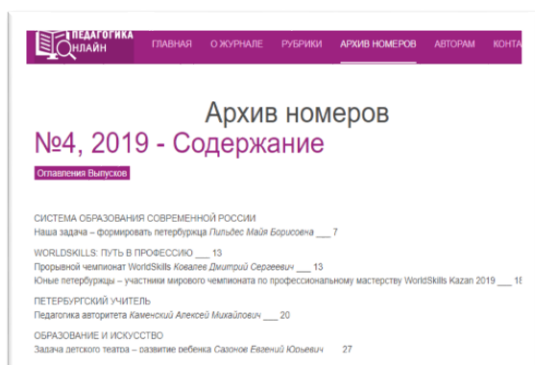 ПЕДАГОГИКА
ОНЛАЙН
ГЛАВНАЯ О ЖУРНАЛЕ РУБРИКИ АРХИВ НОМЕРОВ АВТОРАМ КОНТА
Архив номеров
№4, 2019 - Содержание
Оглавления Выпусков
СИСТЕМА ОБРАЗОВАНИЯ СОВРЕМЕННОЙ РОССИИ
Наша задача – формировать петербуржца Пильдес Майя Борисовна ___ 7
WORLDSKILLS: ПУТЬ В ПРОФЕССИЮ ___ 13
Прорывной чемпионат WorldSkills Ковалев Дмитрий Сергеевич ___ 13
Юные петербуржцы – участники мирового чемпионата по профессиональному мастерству WorldSkills Kazan 2019 ___ 18
ПЕТЕРБУРГСКИЙ УЧИТЕЛЬ
Педагогика авторитета Каменский Алексей Михайлович ___ 20
ОБРАЗОВАНИЕ И ИСКУССТВО
Задача детского театра – развитие ребенка Сазонов Евгений Юрьевич ___ 27